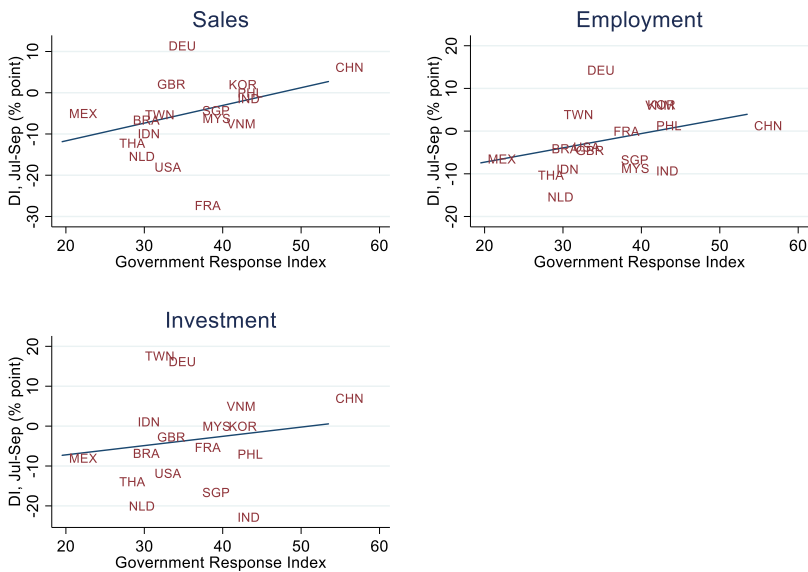 Sales
DI, Jul-Sep (% point)
10
0
-10
-20
-30
DEU
CHN
GBR
KOR
PHL
IND
MEX
SGP
TWN
MYS
BRA
VNM
IDN
THA
NLD
USA
FRA
20 30 40 50 60
Government Response Index
Employment
DI, Jul-Sep (% point)
20
10
0
-10
-20
DEU
KOR
VNM
TWN
PHL
CHN
FRA
BRA
USA
GBR
MEX
SGP
IDN
MYS
IND
THA
NLD
20 30 40 50 60
Government Response Index
Investment
DI, Jul-Sep (% point)
20
10
0
-10
-20
TWN
DEU
CHN
VNM
IDN
MYS
KOR
GBR
FRA
BRA
PHL
MEX
USA
THA
SGP
NLD
IND
20 30 40 50 60
Government Response Index